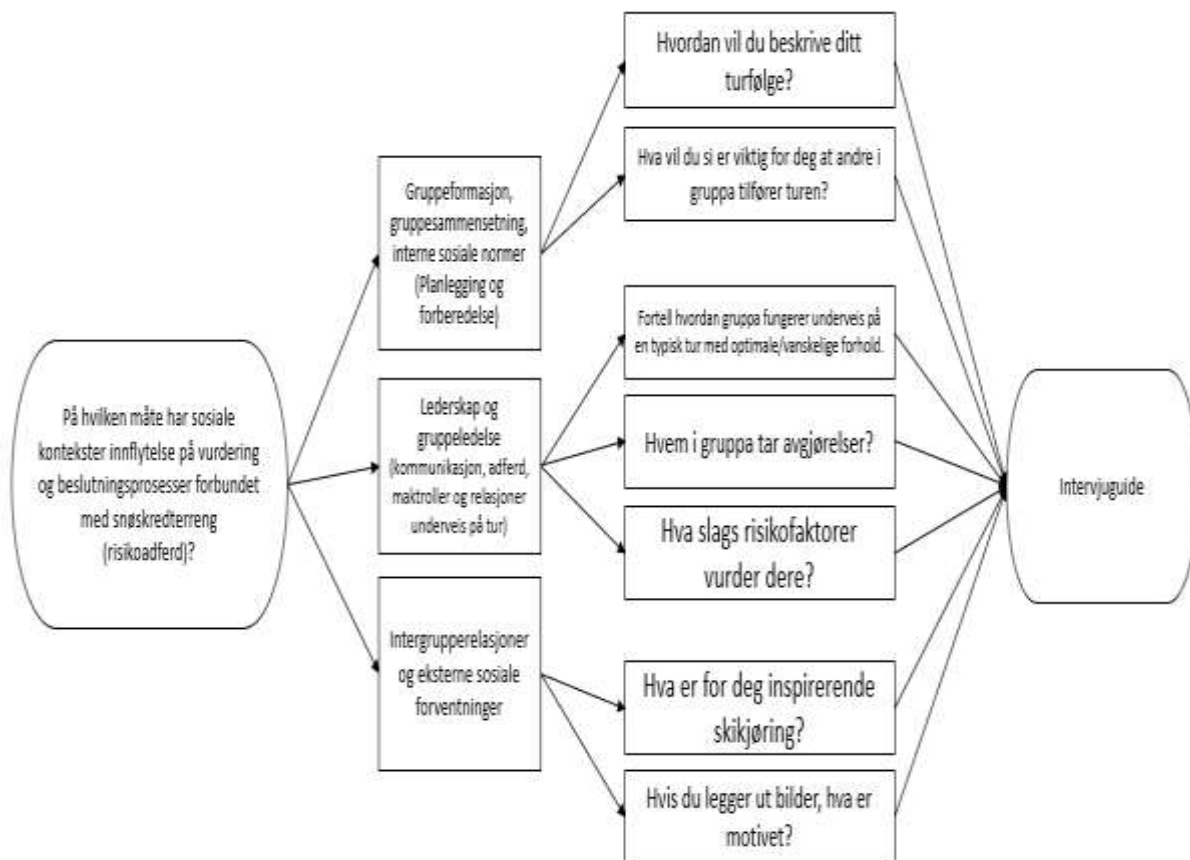 På hvilken måte har sosiale
kontekster innflytelse på vurdering
og beslutningsprosesser forbundet
med snøskredterreng
(risikoadferd)?
Gruppeformasjon,
gruppesammensetning,
interne sosiale normer
(Planlegging og
forberedelse)
Lederskap og
gruppeledelse
(kommunikasjon, adferd,
maktroller og relasjoner
underveis på tur)
Intergrupperelasjoner
og eksterne sosiale
forventninger
Hvordan vil du beskrive ditt
turfølge?
Hva vil du si er viktig for deg at andre i
gruppa tilfører turen?
Fortell hvordan gruppa fungerer underveis på
en typisk tur med optimale/vanskelige forhold.
Hvem i gruppa tar avgjørelser?
Hva slags risikofaktorer
vurder dere?
Hva er for deg inspirerende
skikjøring?
Hvis du legger ut bilder, hva er
motivet?
Intervjuguide